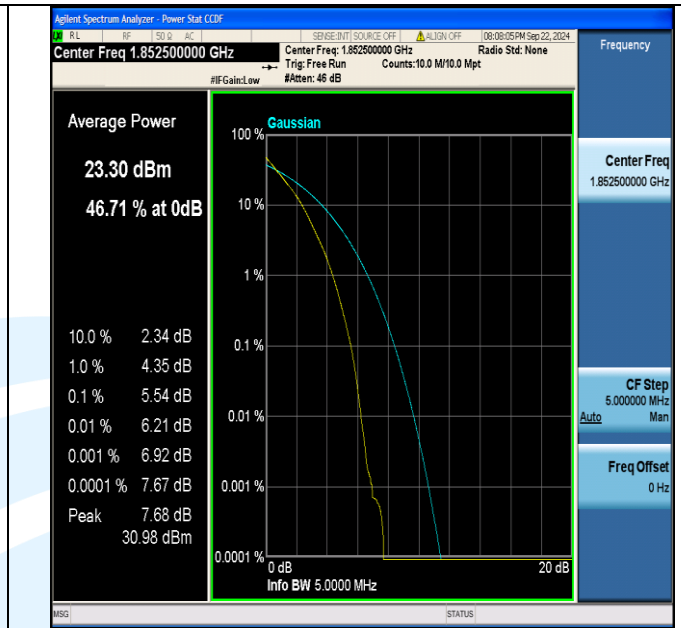 Agilent Spectrum Analyzer - Power Stat CCDF
RL RF 50 Ω AC SENSE:INT SOURCE OFF ALIGN OFF 08:08:05 PM Sep 22, 2024
Center Freq 1.852500000 GHz
Center Freq: 1.852500000 GHz Radio Std: None
Trig: Free Run Counts:10.0 M/10.0 Mpt
#IFGain:Low #Atten: 46 dB
Frequency
Average Power
23.30 dBm
46.71 % at 0dB
10.0 % 2.34 dB
1.0 % 4.35 dB
0.1 % 5.54 dB
0.01 % 6.21 dB
0.001 % 6.92 dB
0.0001 % 7.67 dB
Peak 7.68 dB
30.98 dBm
Gaussian
100 %
10 %
1 %
0.1 %
0.01 %
0.001 %
0.0001 %
0 dB 20 dB
Info BW 5.0000 MHz
Center Freq
1.852500000 GHz
CF Step
5.000000 MHz
Auto Man
Freq Offset
0 Hz
MSG STATUS